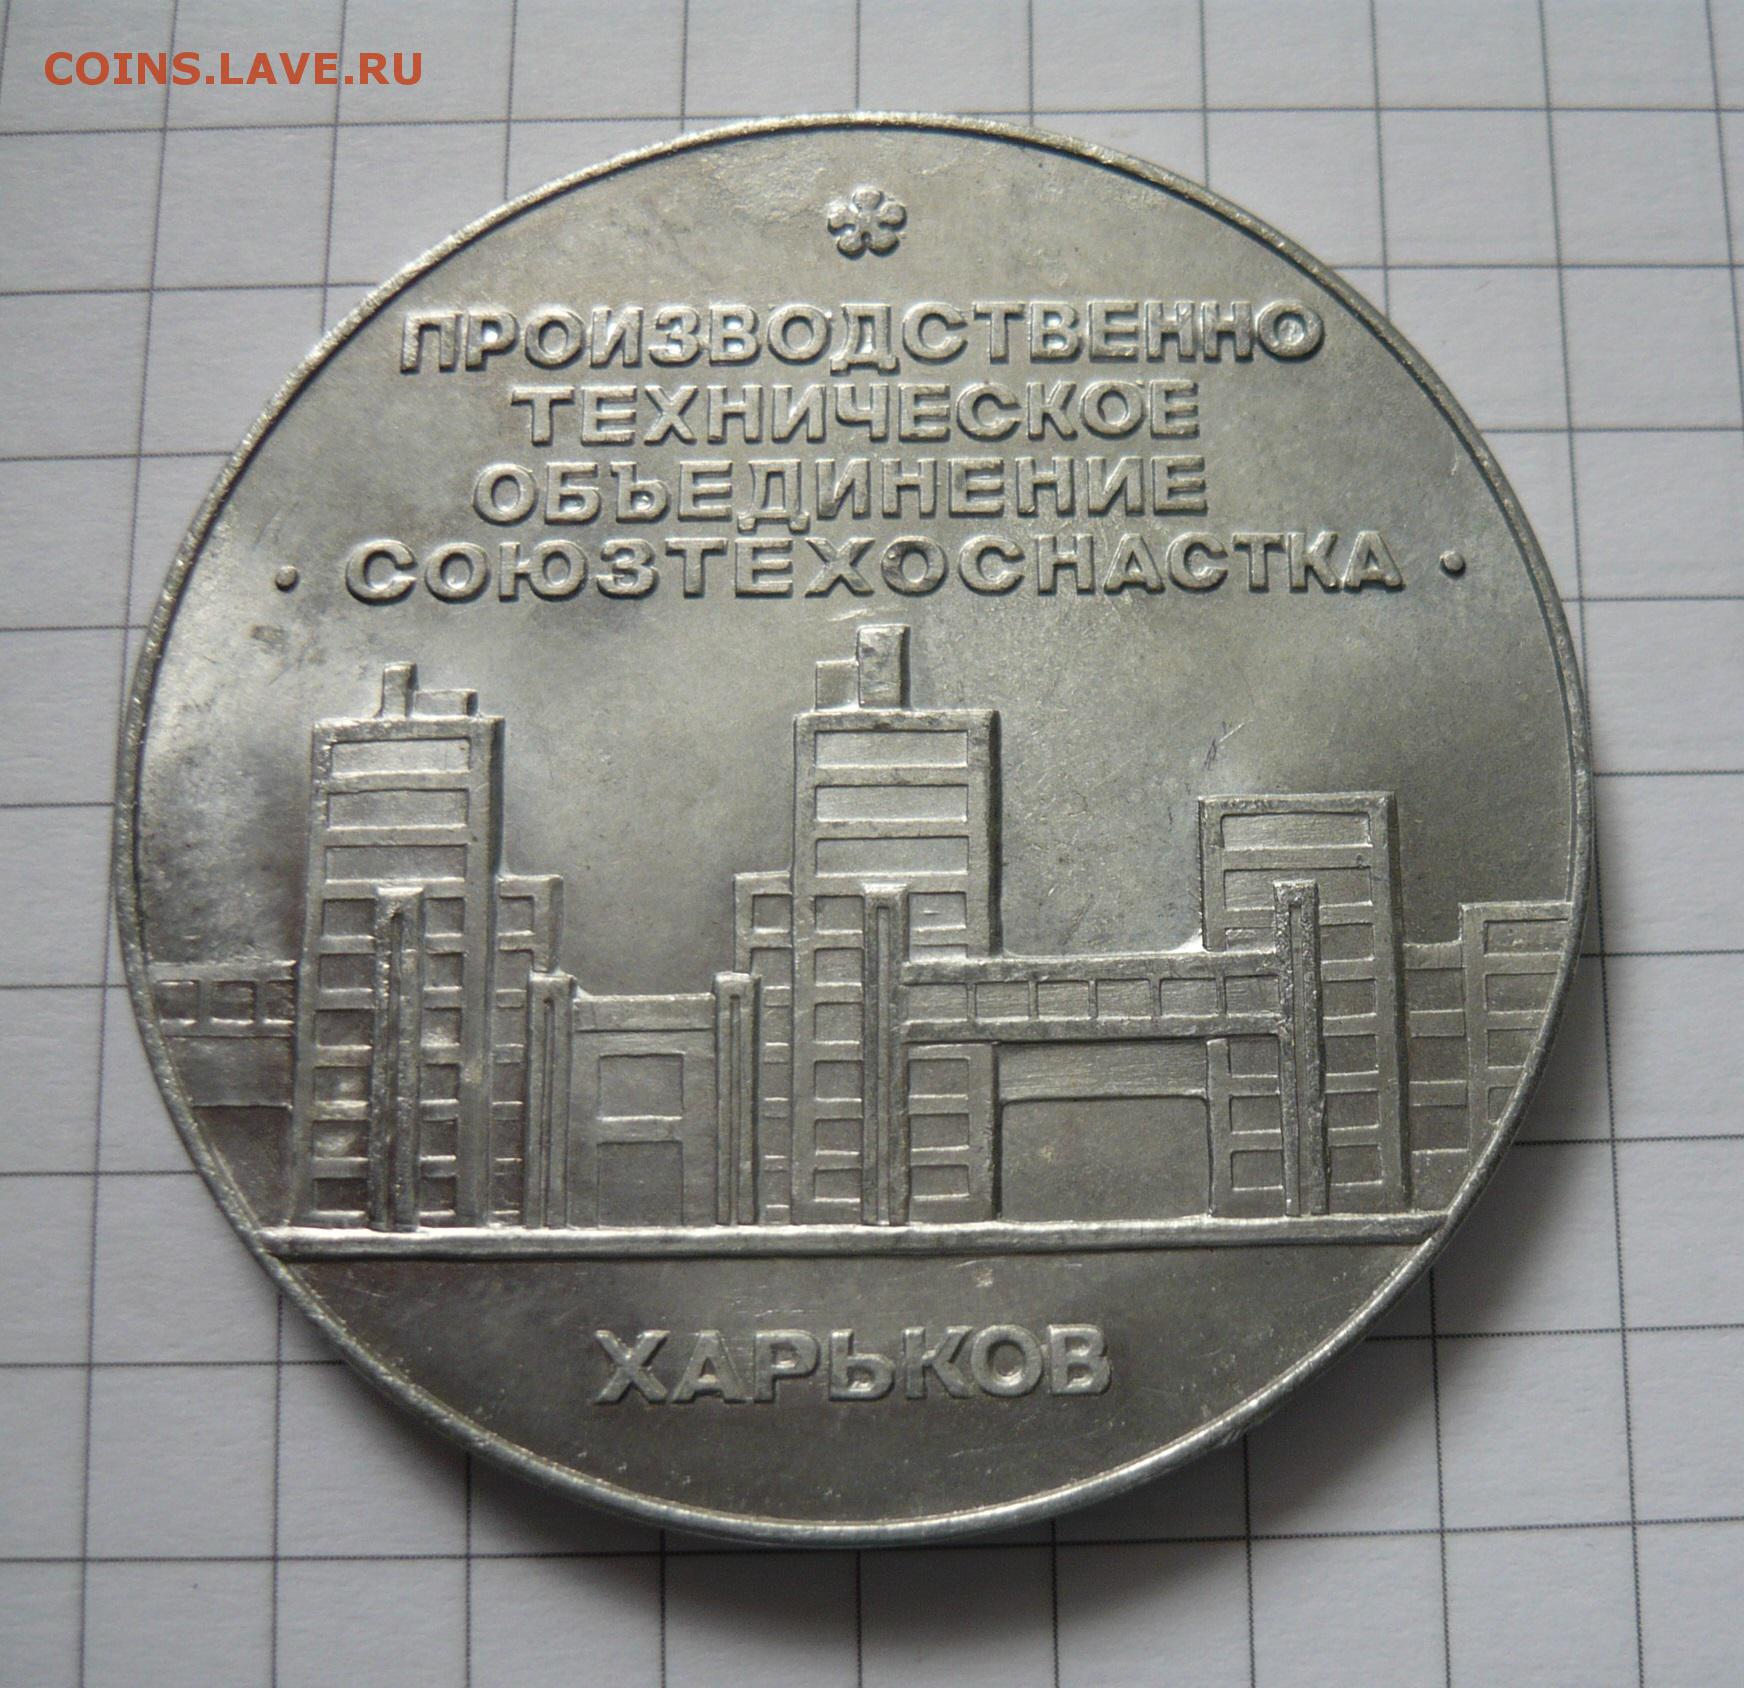 COINS.LAVE.RU
ПРОИЗВОДСТВЕННО
ТЕХНИЧЕСКОЕ
ОБЪЕДИНЕНИЕ
· СОЮЗТЕХОСНАСТКА ·
ХАРЬКОВ